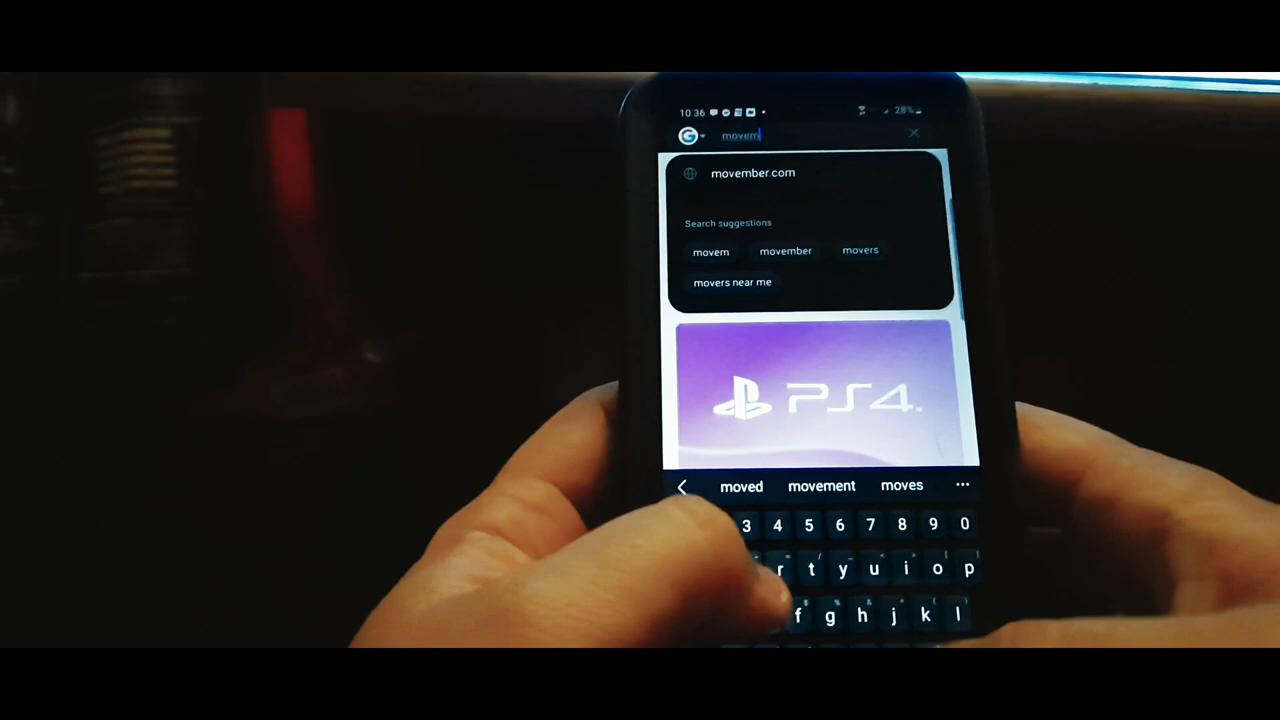 10:36 28%
G movem
movember.com
Search suggestions
movem movember movers
movers near me
PS4
moved movement moves
3 4 5 6 7 8 9 0
r t y u i o p
f g h j k l